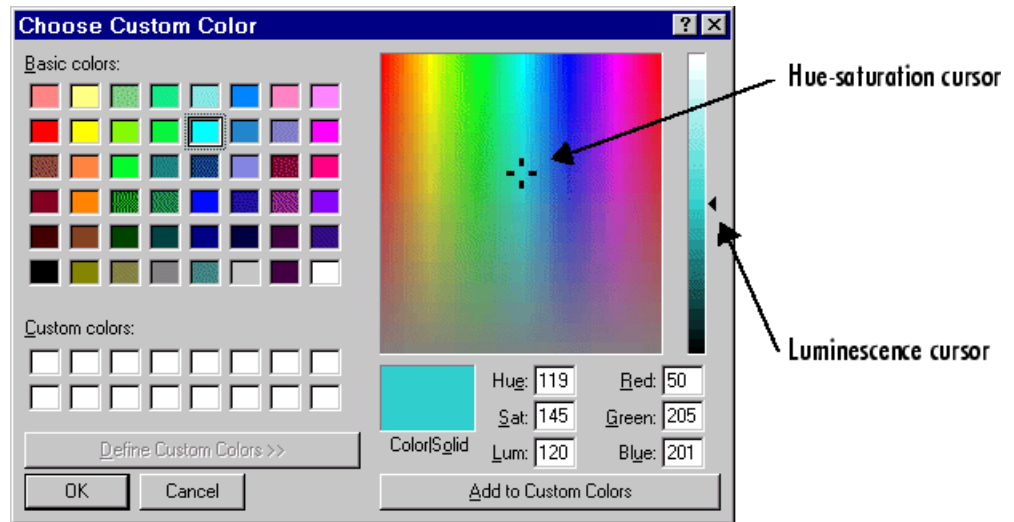 Choose Custom Color
? X
Basic colors:
Hue-saturation cursor
Custom colors:
Luminescence cursor
Hue: 119 Red: 50
Sat: 145 Green: 205
Color|Solid Lum: 120 Blue: 201
Define Custom Colors >>
OK Cancel Add to Custom Colors